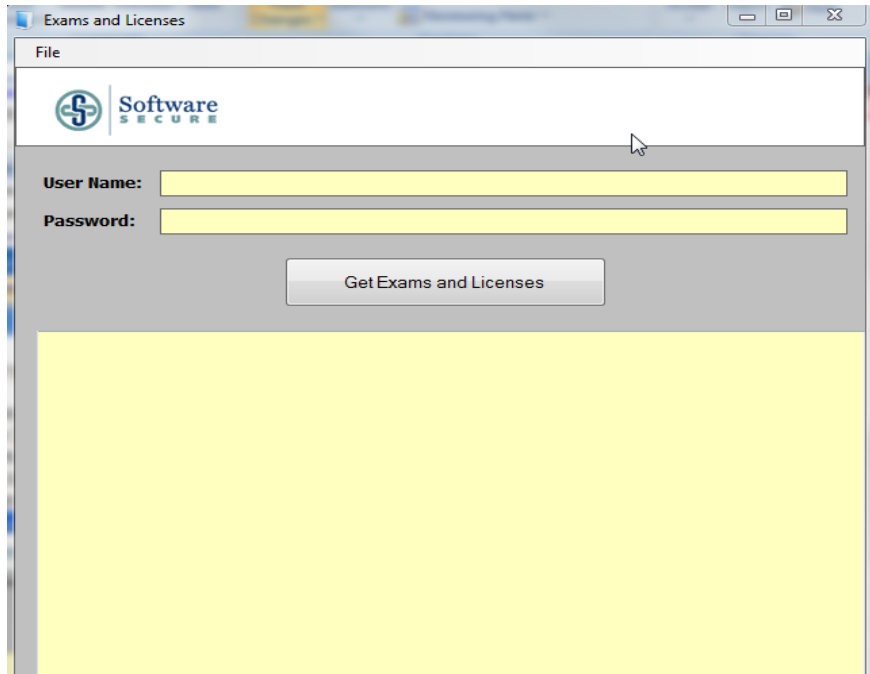 Exams and Licenses
File
Software
SECURE
User Name:
Password:
Get Exams and Licenses